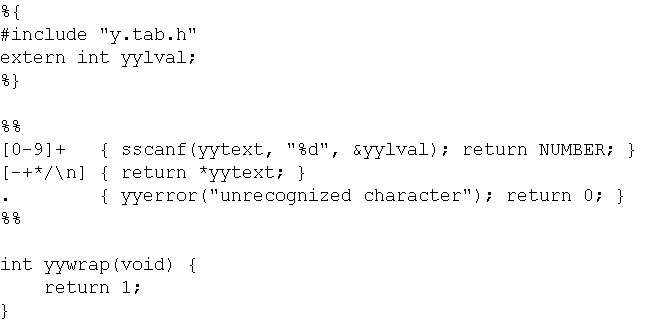 %{
#include "y.tab.h"
extern int yylval;
%}

%%
[0-9]+   { sscanf(yytext, "%d", &yylval); return NUMBER; }
[-+*/\n] { return *yytext; }
.        { yyerror("unrecognized character"); return 0; }
%%

int yywrap(void) {
    return 1;
}